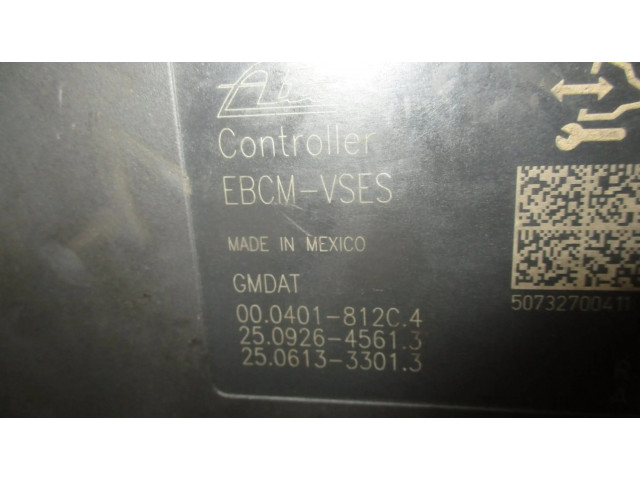 Controller
EBCM-VSES
MADE IN MEXICO
GMDAT
00.0401-812C.4
25.0926-4561.3
25.0613-3301.3
50732700411